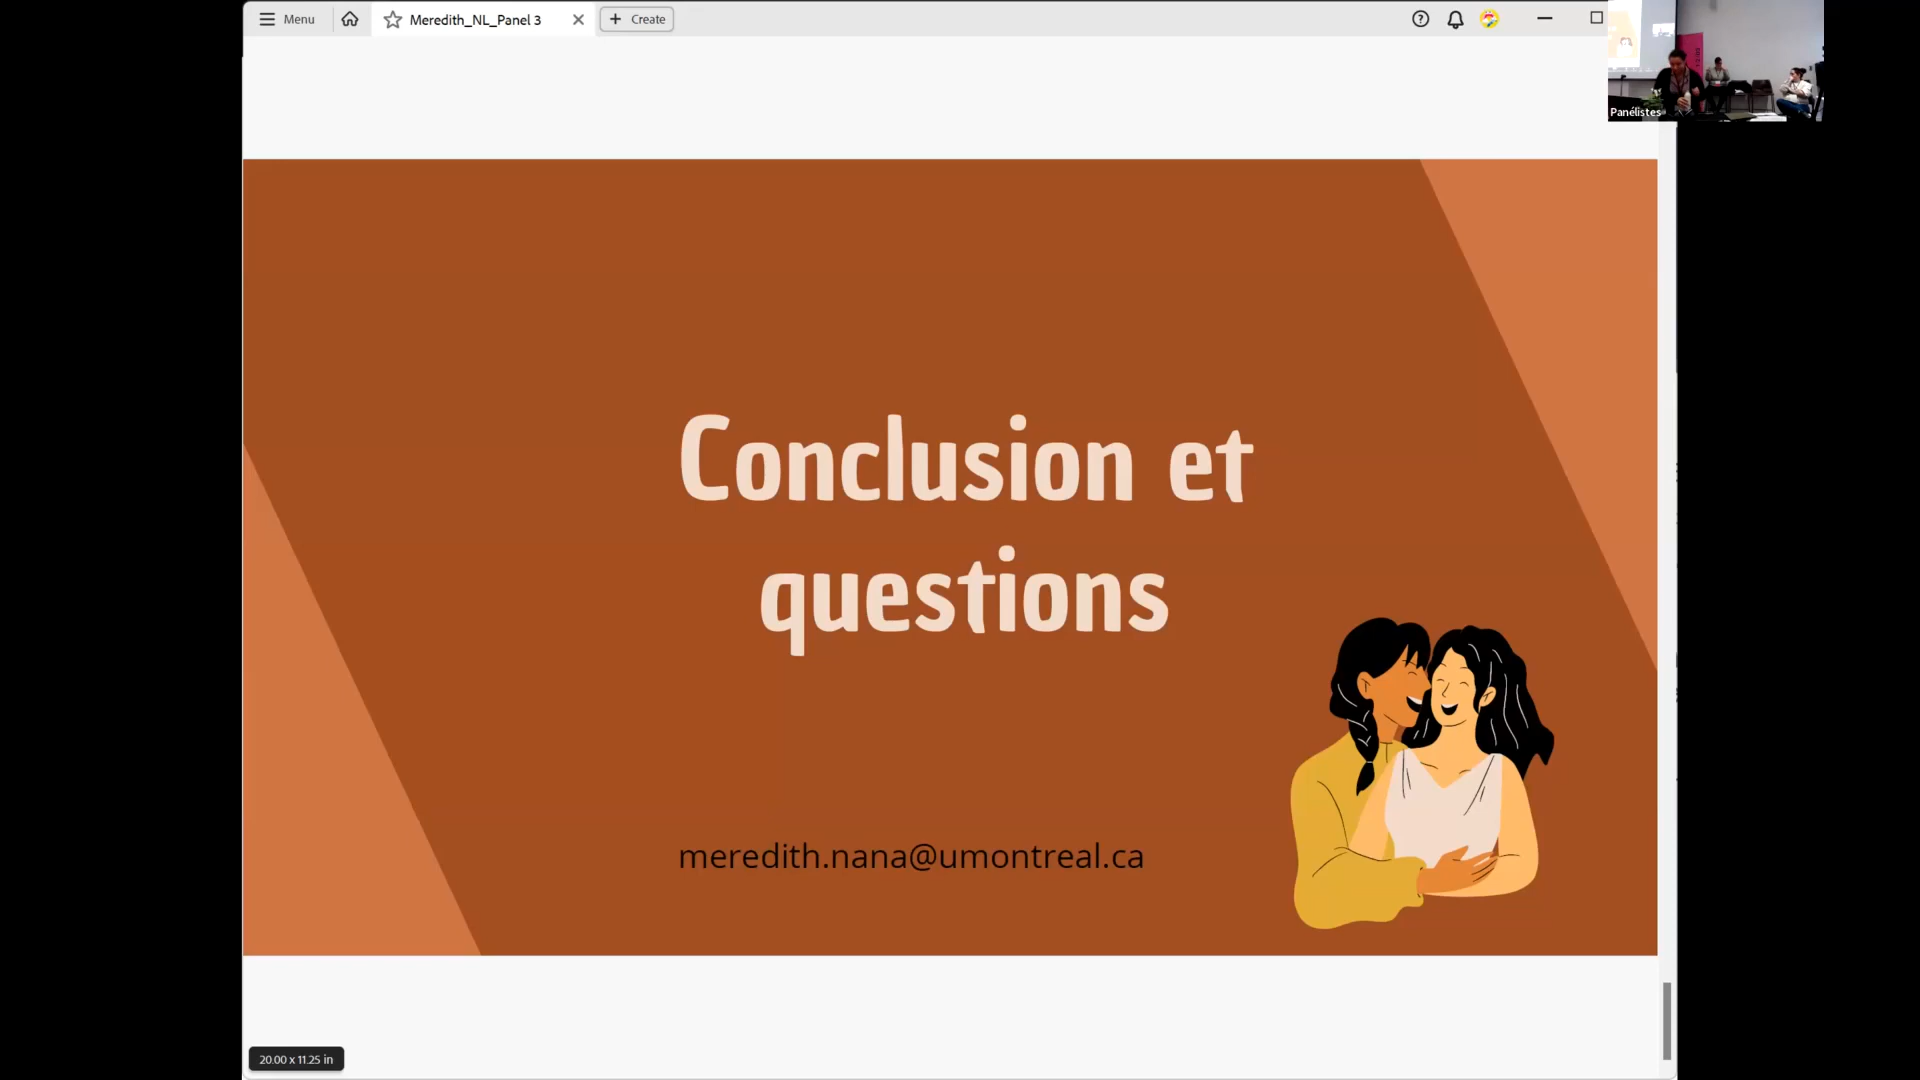 Menu
Meredith_NL_Panel 3
Create
Panélistes
Conclusion et
questions
meredith.nana@umontreal.ca
20.00 x 11.25 in